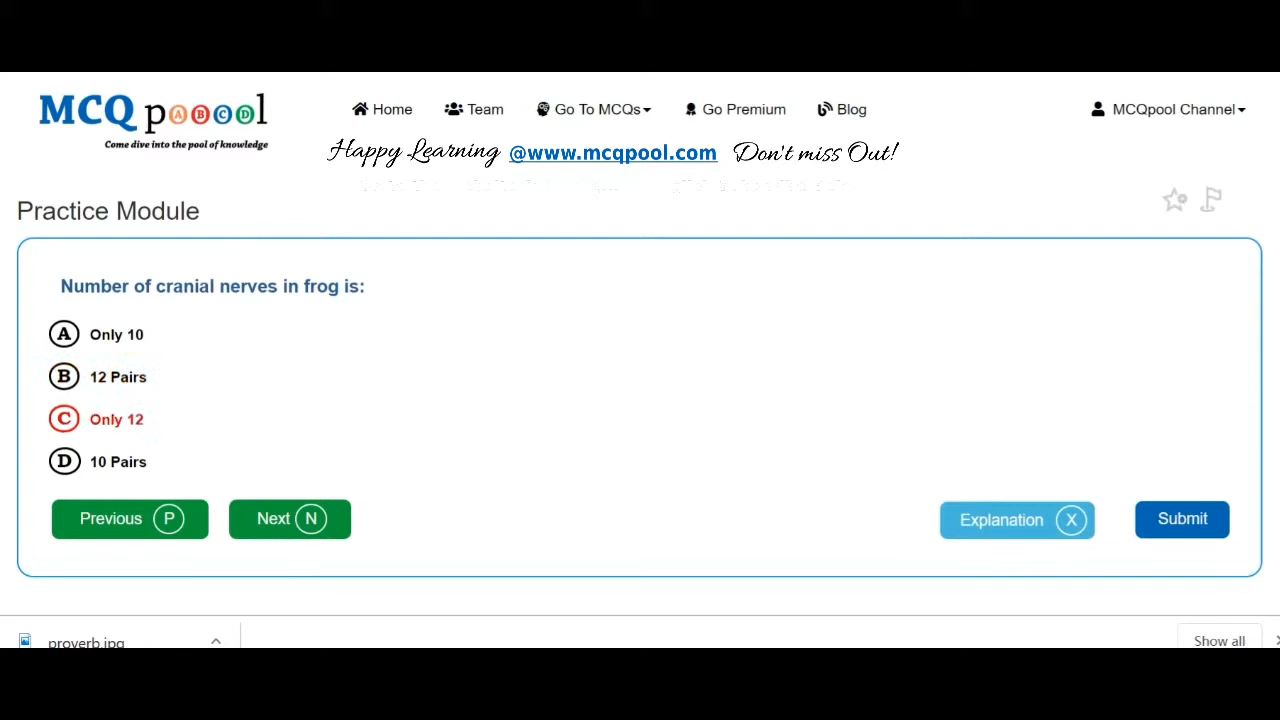 MCQ pABCDl
Come dive into the pool of knowledge
Home Team Go To MCQs Go Premium Blog MCQpool Channel
Happy Learning @www.mcqpool.com Don't miss Out!
Practice Module
Number of cranial nerves in frog is:
A Only 10
B 12 Pairs
C Only 12
D 10 Pairs
Previous P Next N Explanation X Submit
proverb.jpg Show all